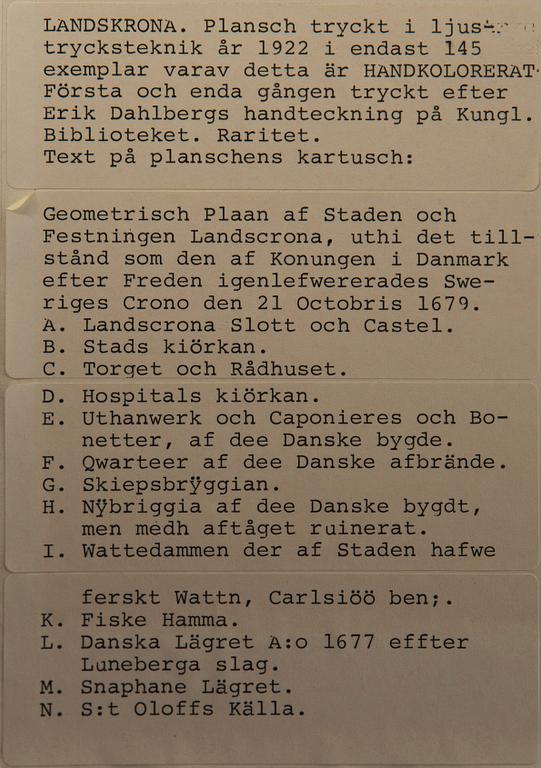 LANDSKRONA. Plansch tryckt i ljus-
trycksteknik år 1922 i endast 145
exemplar varav detta är HANDKOLORERAT.
Första och enda gången tryckt efter
Erik Dahlbergs handteckning på Kungl.
Biblioteket. Raritet.
Text på planschens kartusch:
Geometrisch Plaan af Staden och
Festningen Landscrona, uthi det till-
stånd som den af Konungen i Danmark
efter Freden igenlefwererades Swe-
riges Crono den 21 Octobris 1679.
A. Landscrona Slott och Castel.
B. Stads kiörkan.
C. Torget och Rådhuset.
D. Hospitals kiörkan.
E. Uthanwerk och Caponieres och Bo-
netter, af dee Danske bygde.
F. Qwarteer af dee Danske afbrände.
G. Skiepsbrÿggian.
H. Nÿbriggia af dee Danske bygdt,
men medh aftåget ruinerat.
I. Wattedammen der af Staden hafwe
ferskt Wattn, Carlsiöö ben;.
K. Fiske Hamma.
L. Danska Lägret A:o 1677 effter
Luneberga slag.
M. Snaphane Lägret.
N. S:t Oloffs Källa.